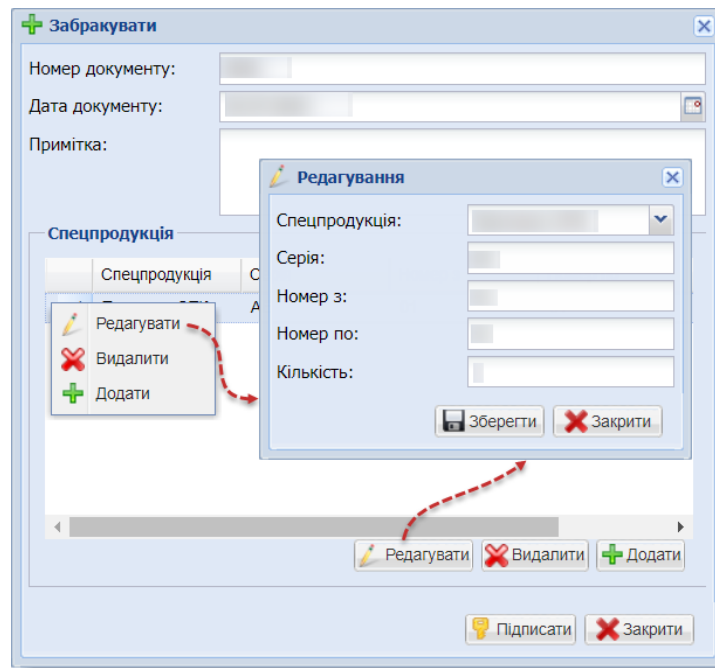 Забракувати
Номер документу:
Дата документу:
Примітка:
Редагування
Спецпродукція:
Серія:
Номер з:
Номер по:
Кількість:
Зберегти Закрити
Спецпродукція
Спецпродукція
Редагувати
Видалити
Додати
Редагувати Видалити Додати
Підписати Закрити